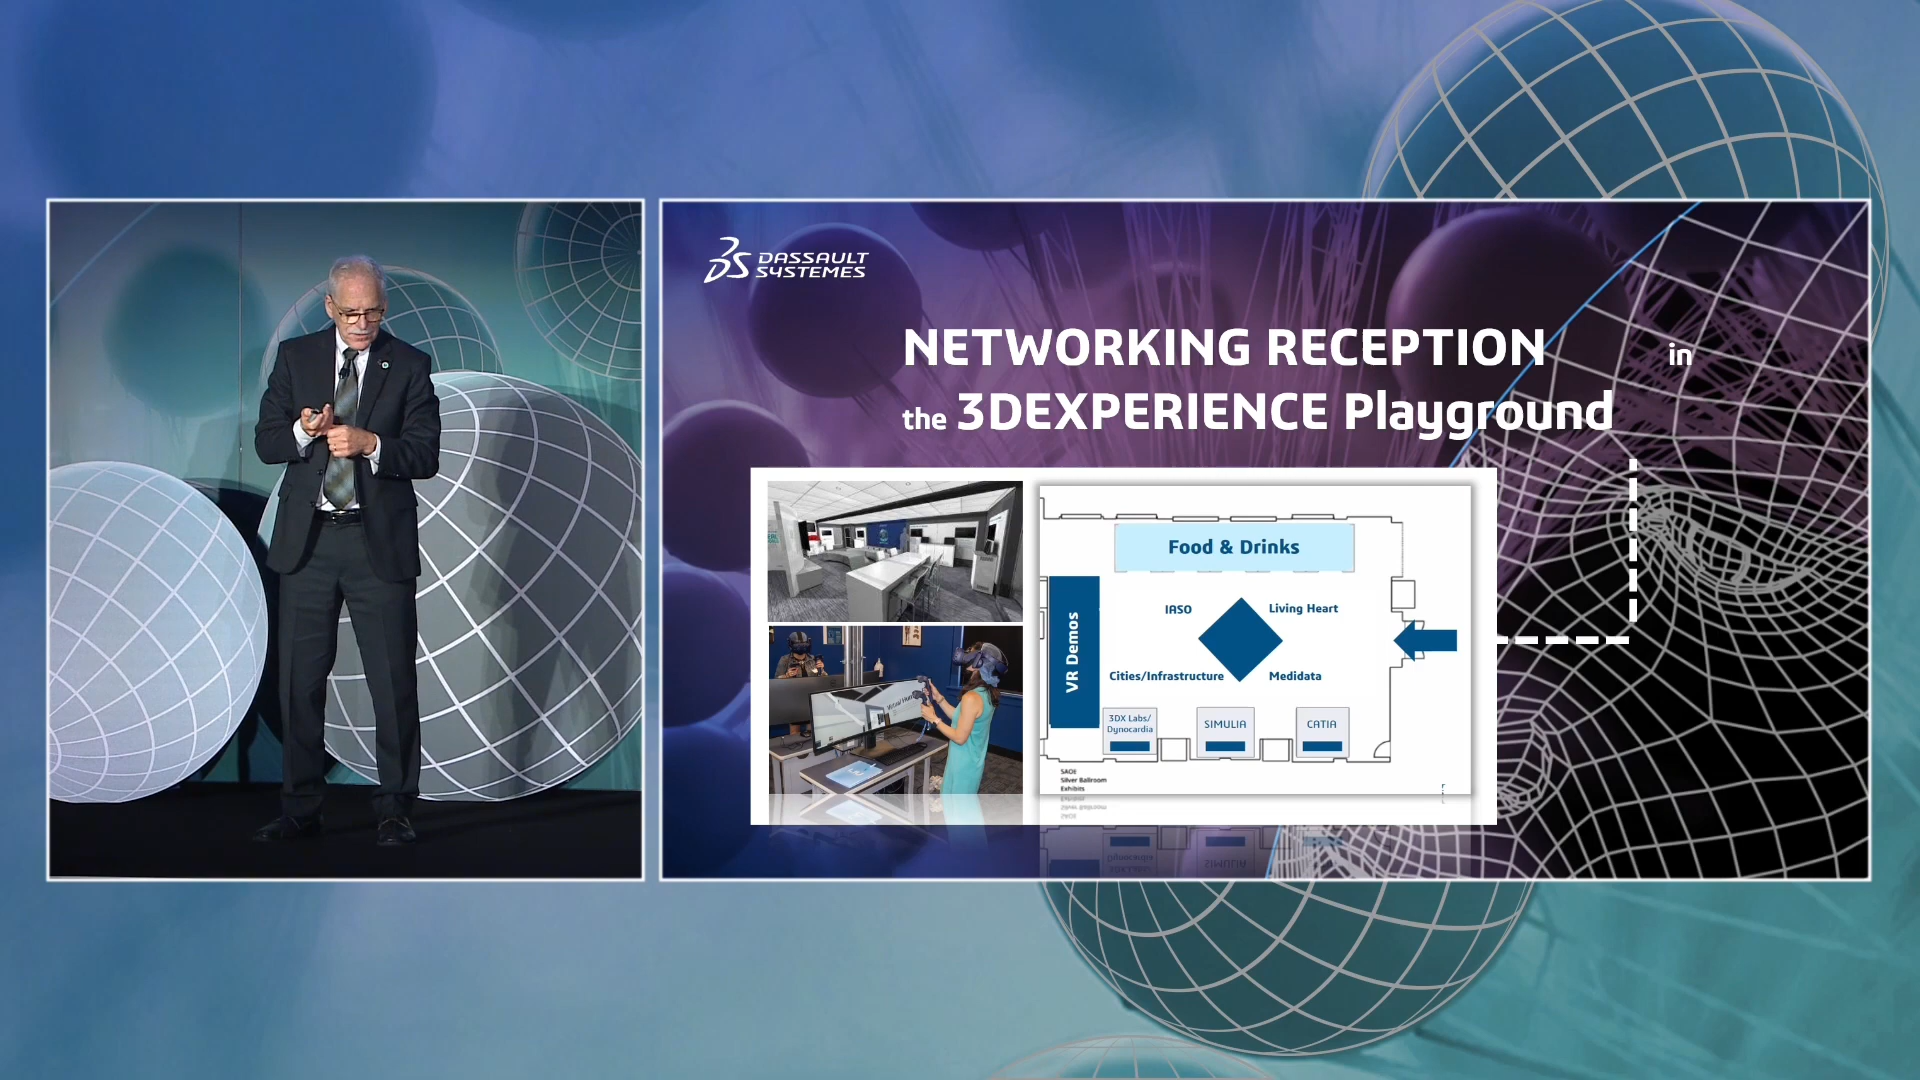 DASSAULT
SYSTEMES
NETWORKING RECEPTION in
the 3DEXPERIENCE Playground
Food & Drinks
VR Demos
IASO
Living Heart
Cities/Infrastructure
Medidata
3DX Labs/
Dynocardia
SIMULIA
CATIA
SAOE
Silver Ballroom
Exhibits